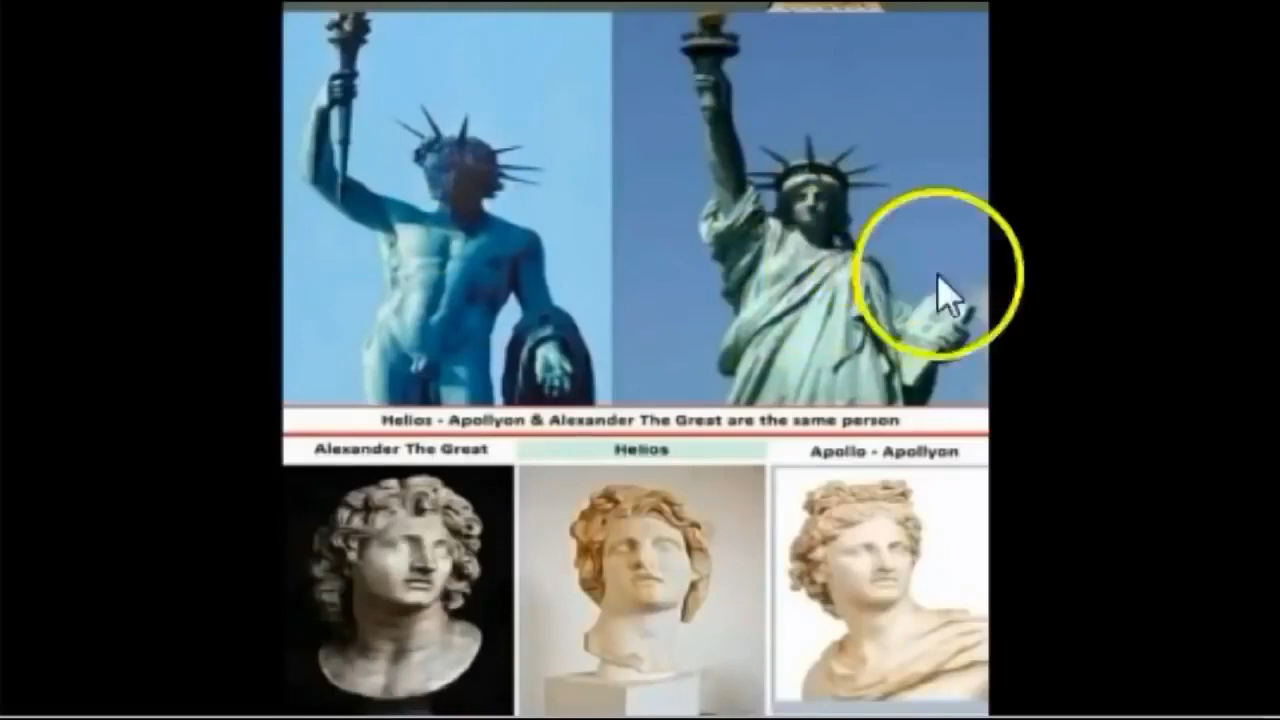 Helios - Apollyon & Alexander The Great are the same person
Alexander The Great
Helios
Apollo - Apollyon